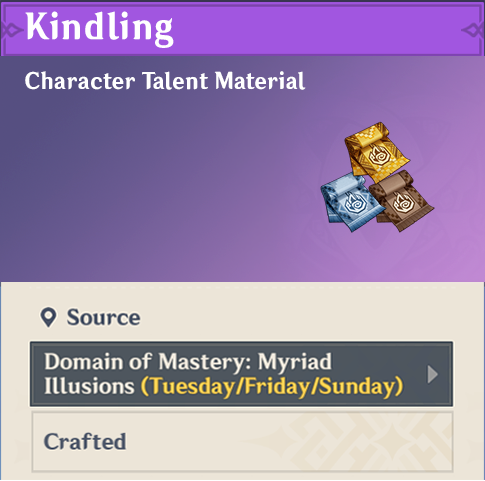 Kindling
Character Talent Material
Source
Domain of Mastery: Myriad
Illusions (Tuesday/Friday/Sunday)
Crafted